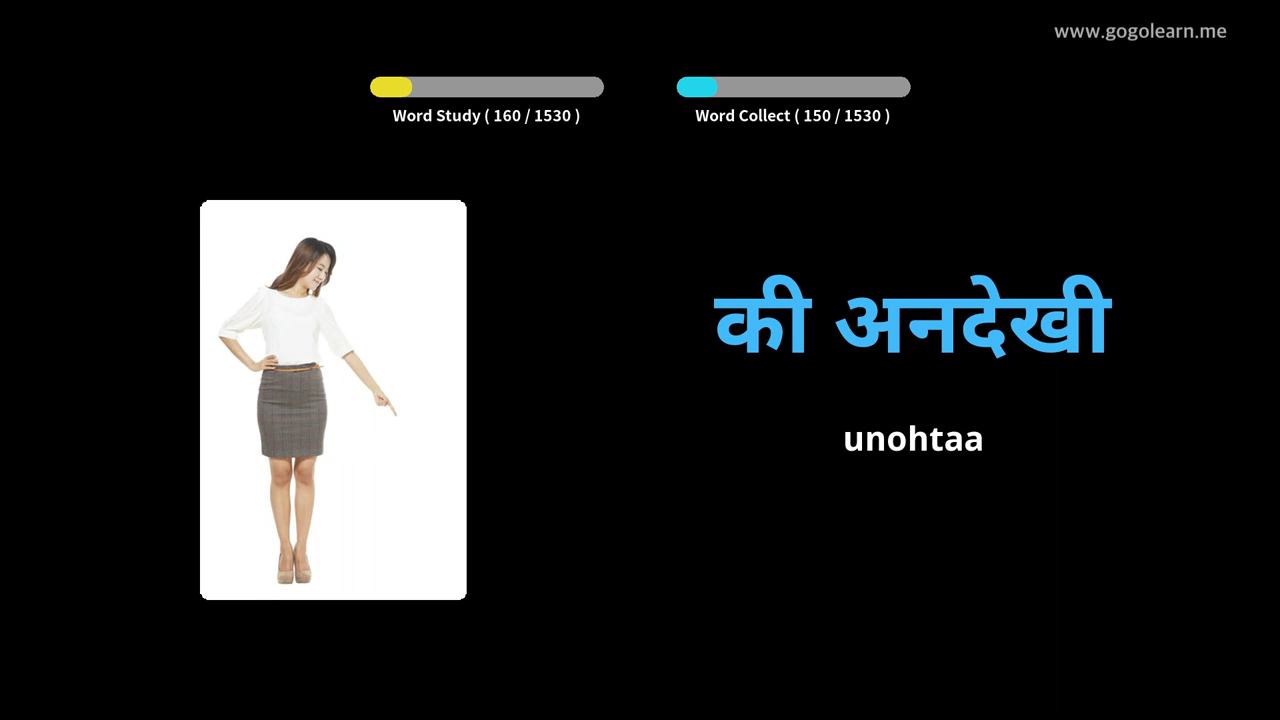 www.gogolearn.me
Word Study ( 160 / 1530 )
Word Collect ( 150 / 1530 )
की अनदेखी
unohtaa